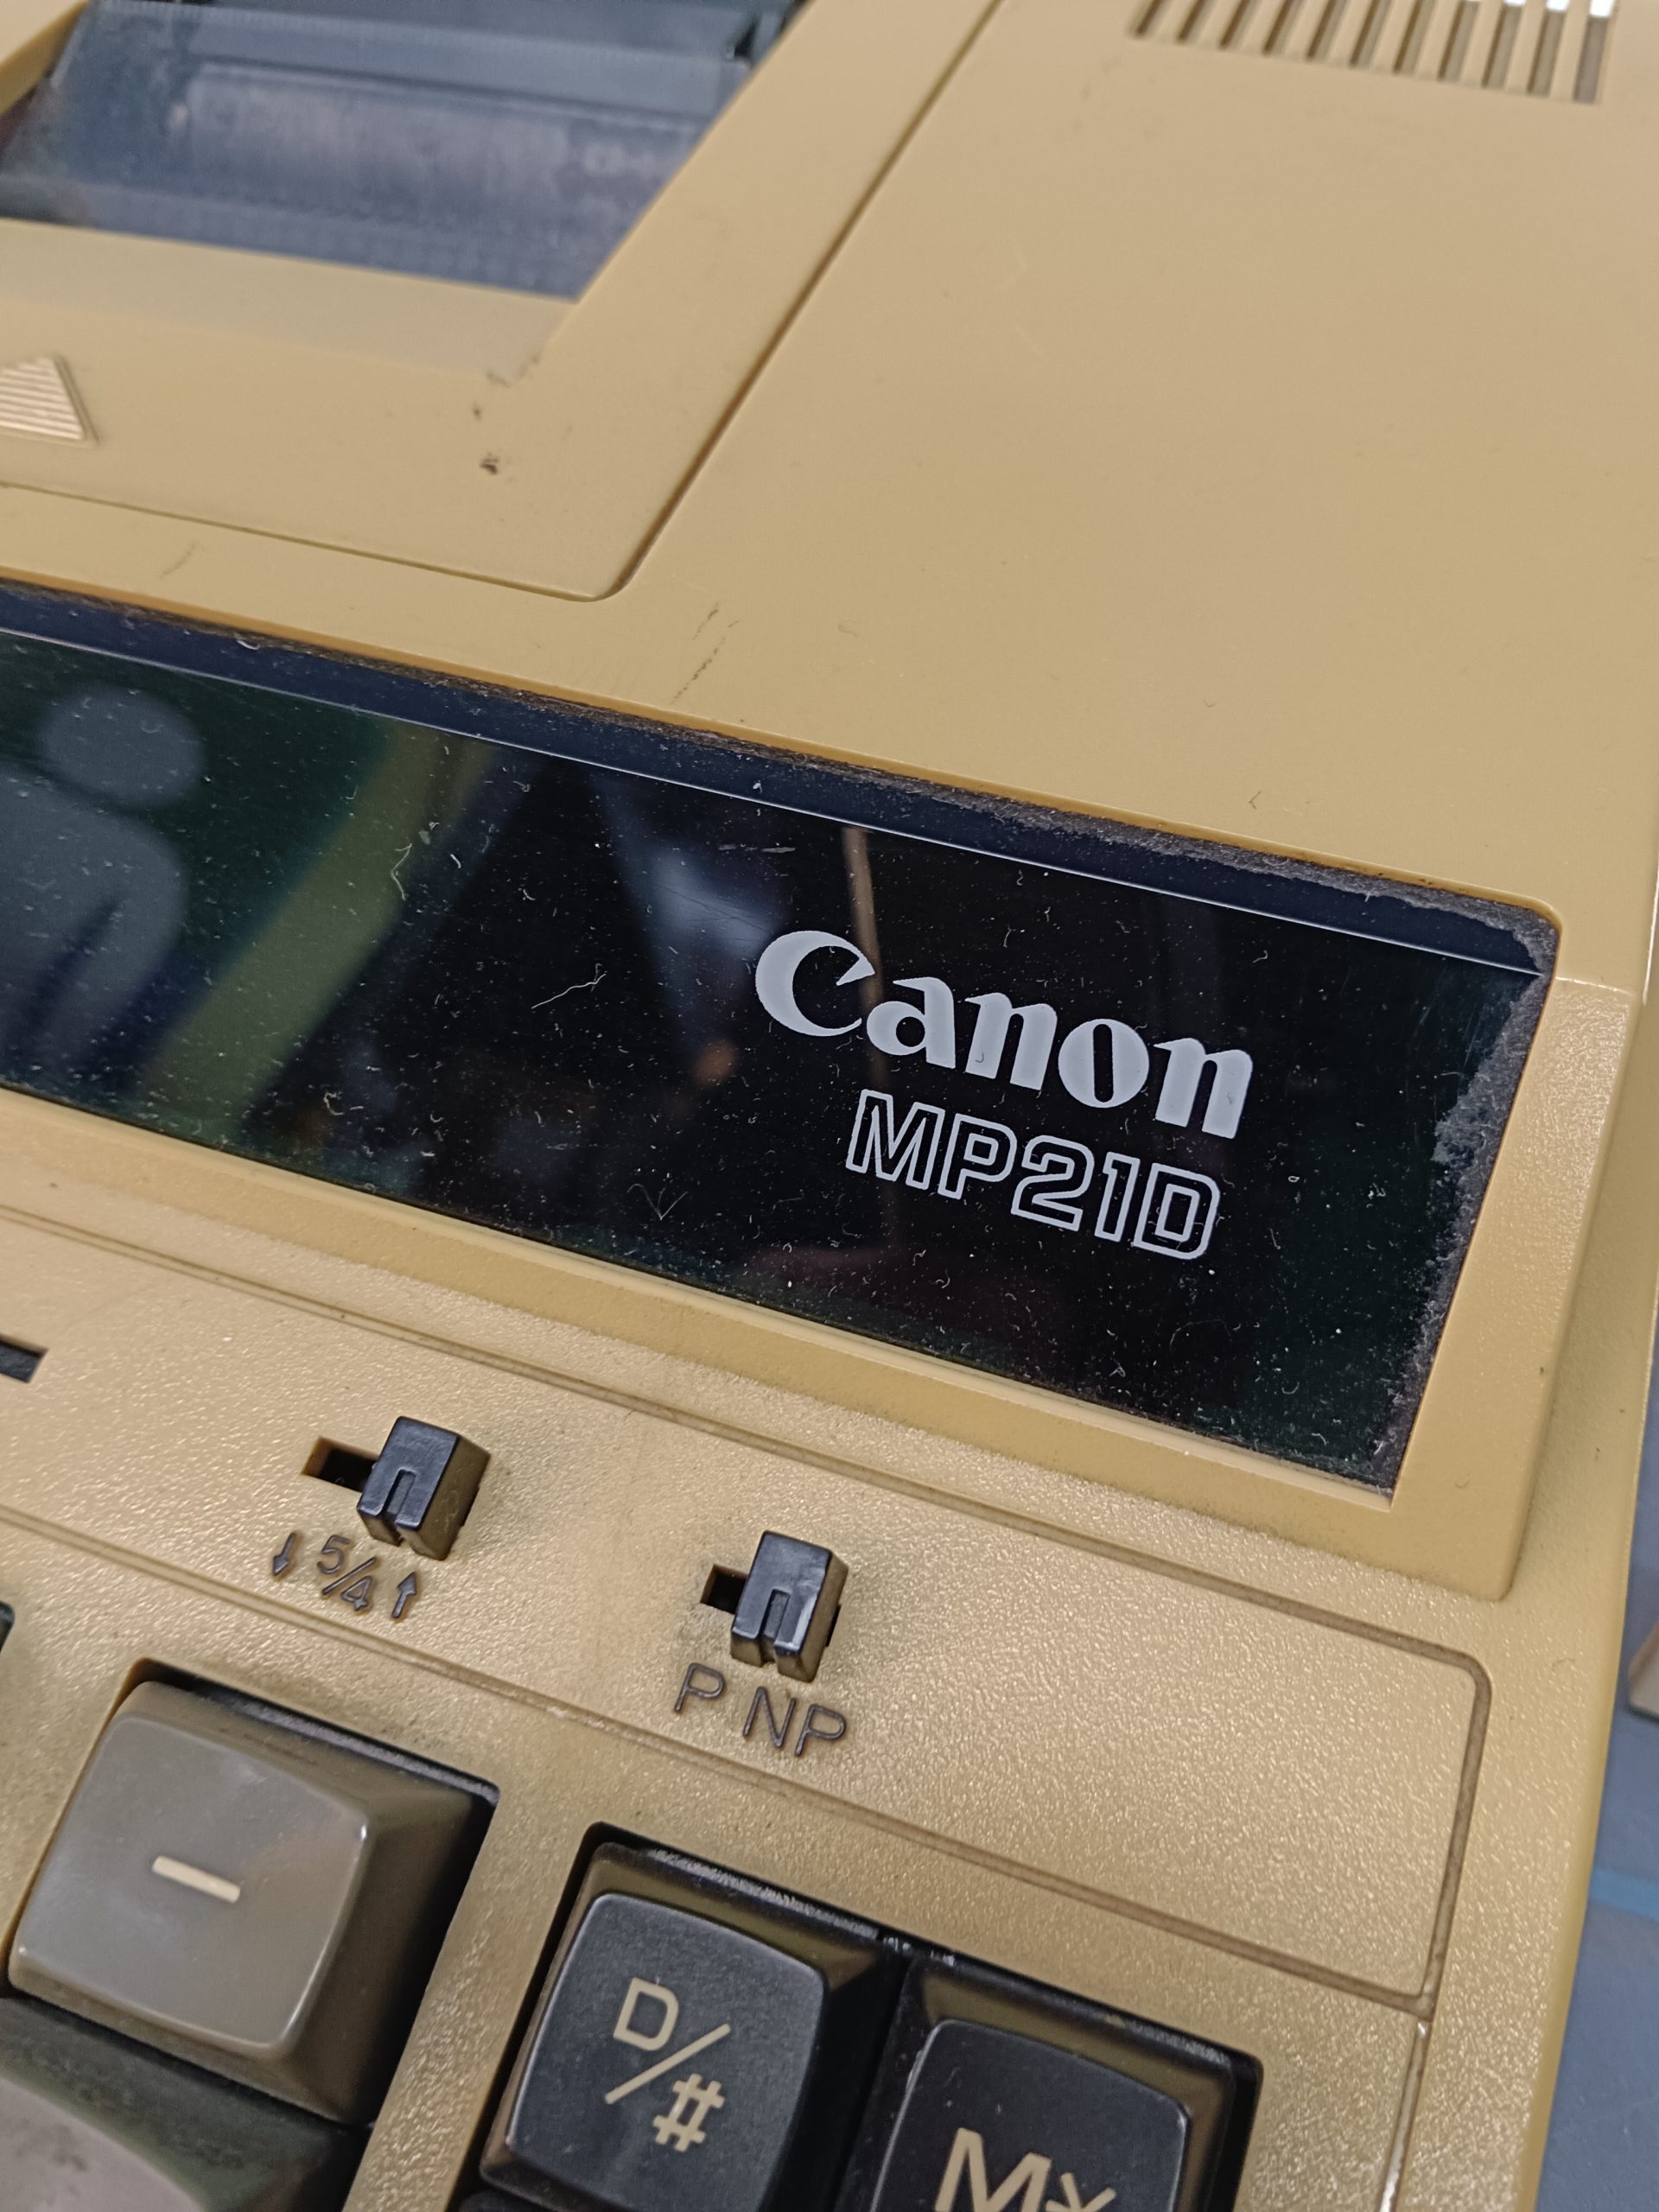 Canon
MP21D
↓ 5/4 ↑
P NP
–
D/#
M⚹